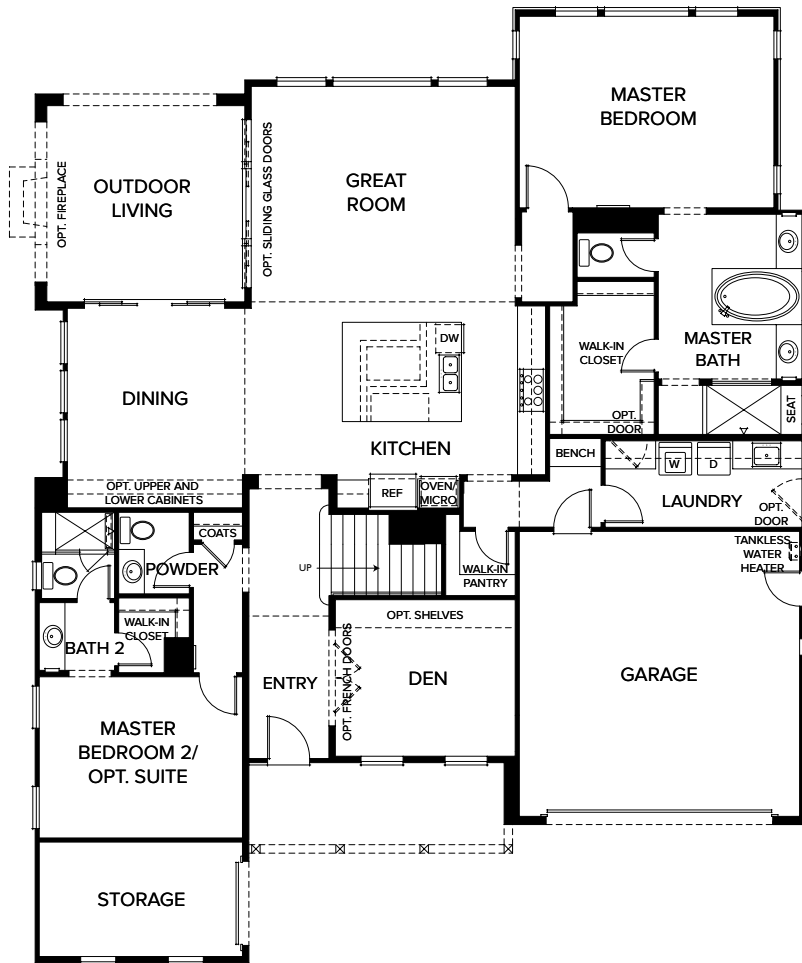 MASTER
BEDROOM
OUTDOOR
LIVING
OPT. FIREPLACE
OPT. SLIDING GLASS DOORS
GREAT
ROOM
WALK-IN
CLOSET
OPT.
DOOR
MASTER
BATH
SEAT
DW
DINING
KITCHEN
OPT. UPPER AND
LOWER CABINETS
REF
OVEN/
MICRO
BENCH
W
D
LAUNDRY
OPT.
DOOR
TANKLESS
WATER
HEATER
COATS
POWDER
UP
WALK-IN
PANTRY
WALK-IN
CLOSET
BATH 2
OPT. SHELVES
OPT. FRENCH DOORS
DEN
ENTRY
GARAGE
MASTER
BEDROOM 2/
OPT. SUITE
STORAGE